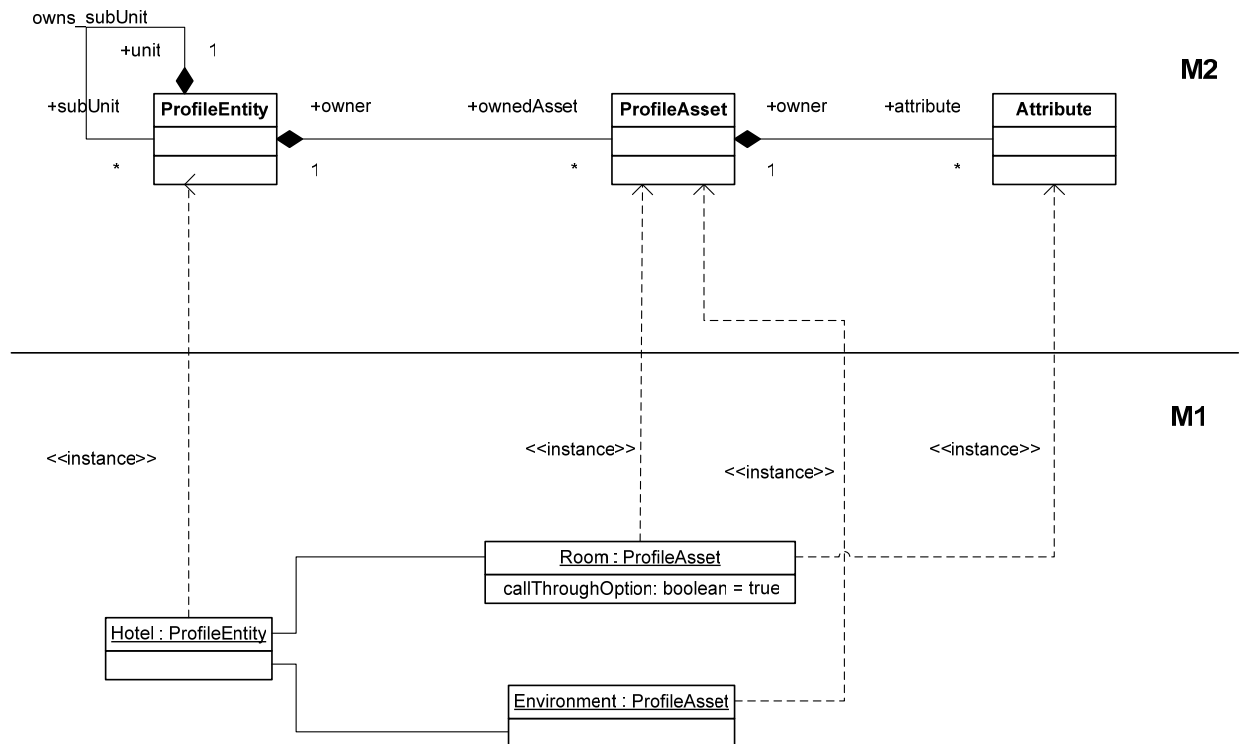 owns_subUnit
+unit
1
M2
+subUnit
ProfileEntity
+owner
+ownedAsset
ProfileAsset
+owner
+attribute
Attribute
*
1
*
1
*
M1
<<instance>>
<<instance>>
<<instance>>
<<instance>>
Room : ProfileAsset
callThroughOption: boolean = true
Hotel : ProfileEntity
Environment : ProfileAsset